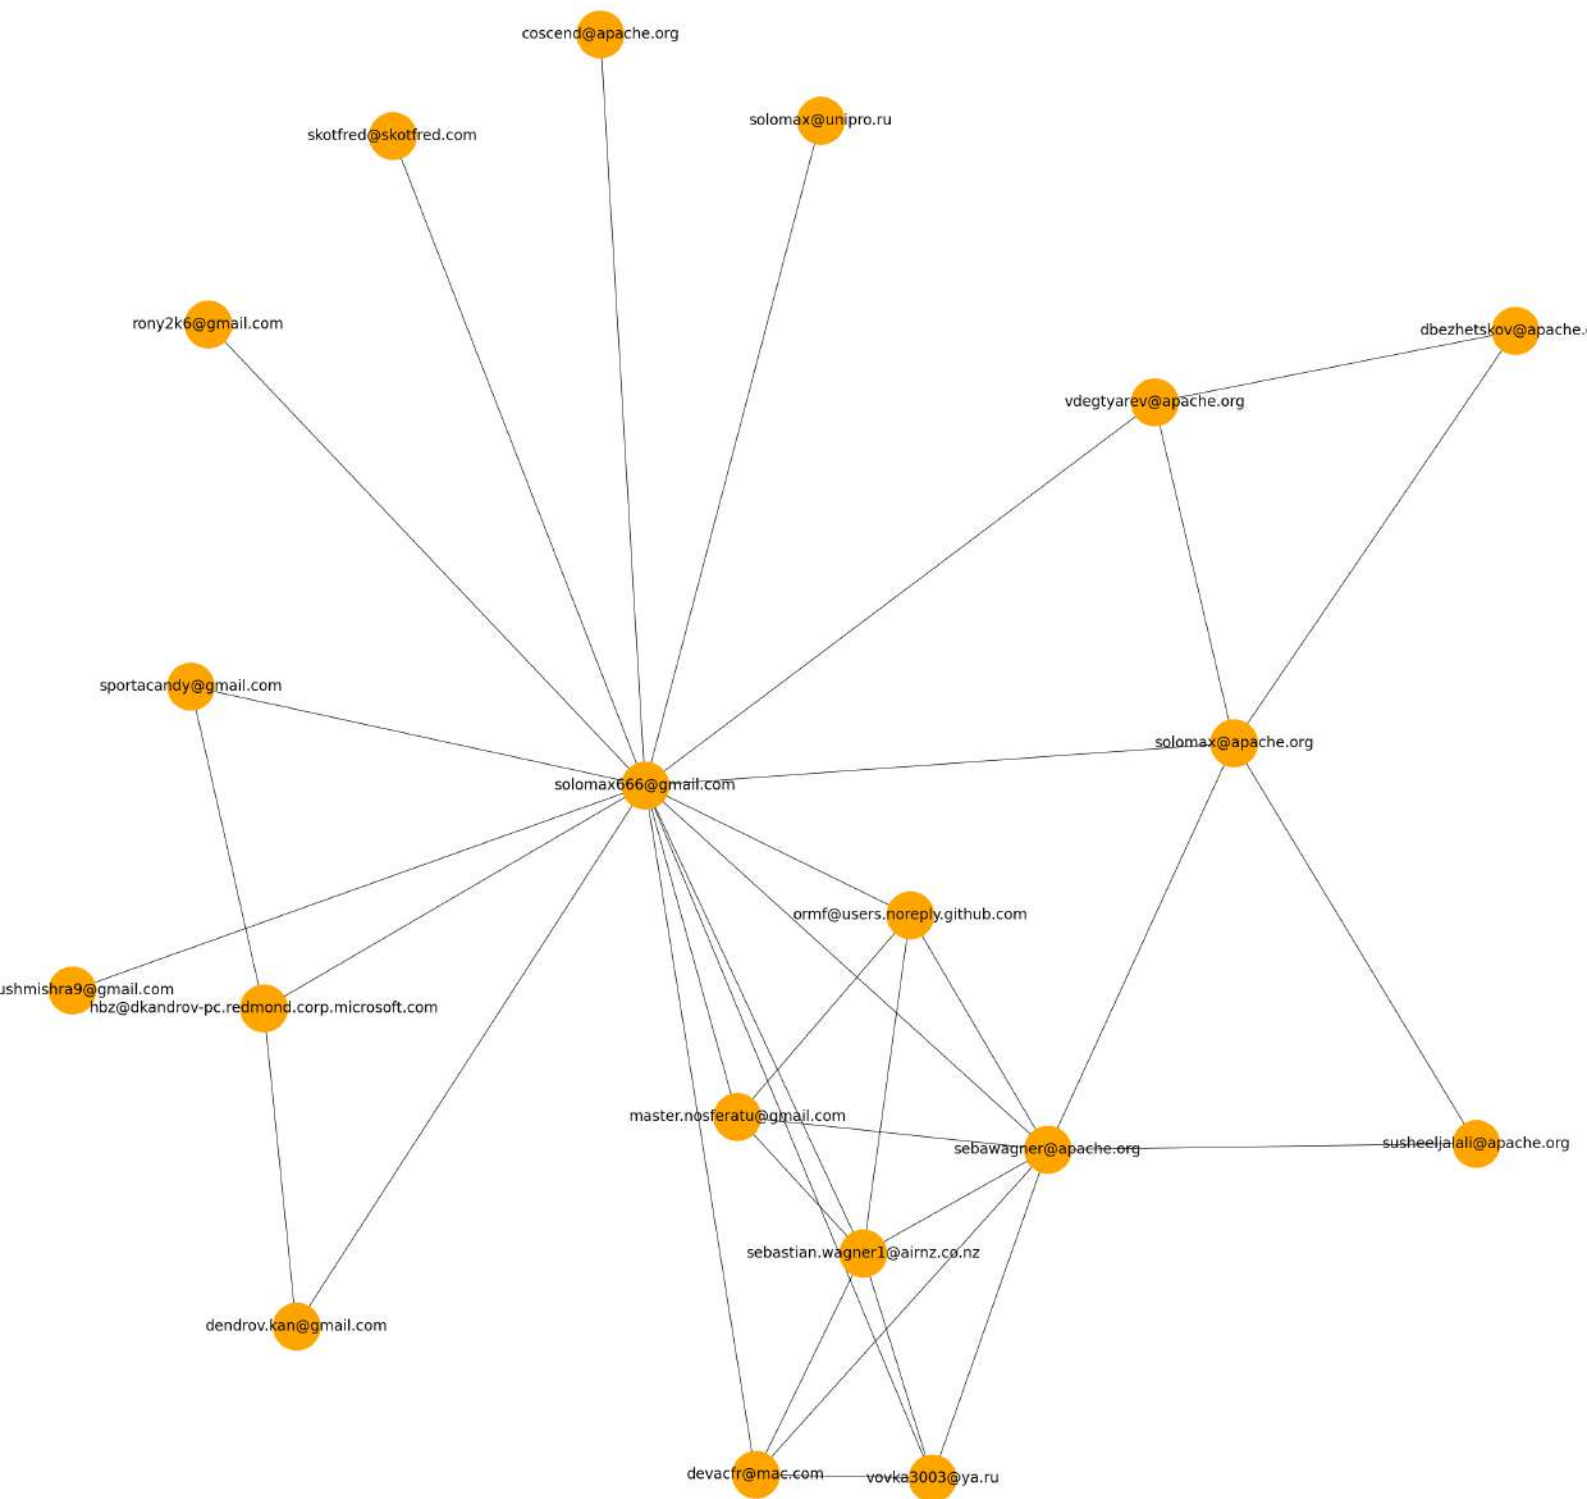 coscend@apache.org
solomax@unipro.ru
skotfred@skotfred.com
rony2k6@gmail.com
dbezhetskov@apache.
vdegtyarev@apache.org
sportacandy@gmail.com
solomax@apache.org
solomax666@gmail.com
ormf@users.noreply.github.com
ushmishra9@gmail.com
hbz@dkandrov-pc.redmond.corp.microsoft.com
master.nosferatu@gmail.com
sebawagner@apache.org
susheeljalali@apache.org
sebastian.wagner1@airnz.co.nz
dendrov.kan@gmail.com
devacfr@mac.com
vovka3003@ya.ru